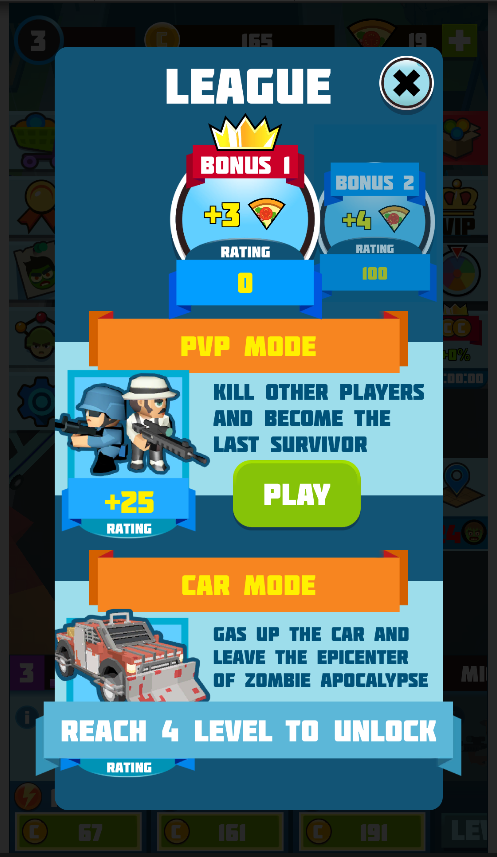 3
165
19
LEAGUE
BONUS 1
BONUS 2
+3
+4
RATING
RATING
0
100
VIP
PVP MODE
KILL OTHER PLAYERS
AND BECOME THE
LAST SURVIVOR
PLAY
+25
RATING
CAR MODE
GAS UP THE CAR AND
LEAVE THE EPICENTER
OF ZOMBIE APOCALYPSE
3
REACH 4 LEVEL TO UNLOCK
RATING
67
161
191